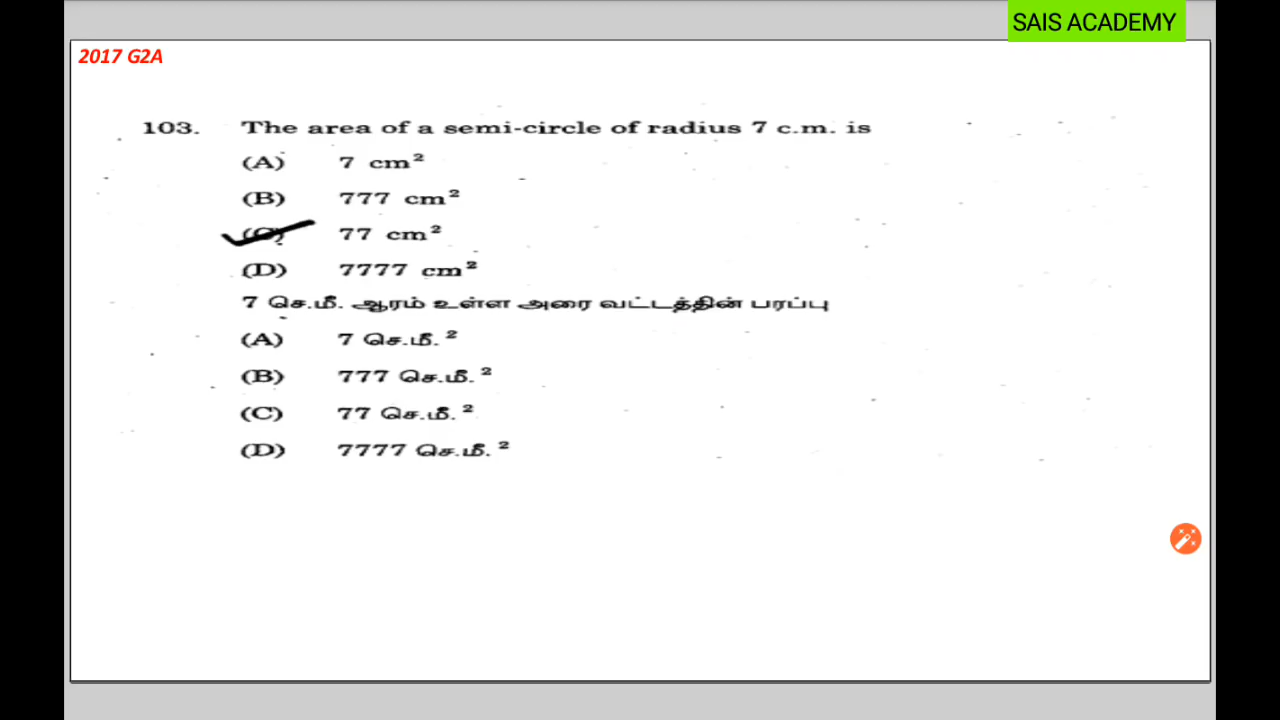 SAIS ACADEMY
2017 G2A
103. The area of a semi-circle of radius 7 c.m. is
(A) 7 cm²
(B) 777 cm²
(C) 77 cm²
(D) 7777 cm²
7 செ.மீ. ஆரம் உள்ள அரை வட்டத்தின் பரப்பு
(A) 7 செ.மீ.²
(B) 777 செ.மீ.²
(C) 77 செ.மீ.²
(D) 7777 செ.மீ.²